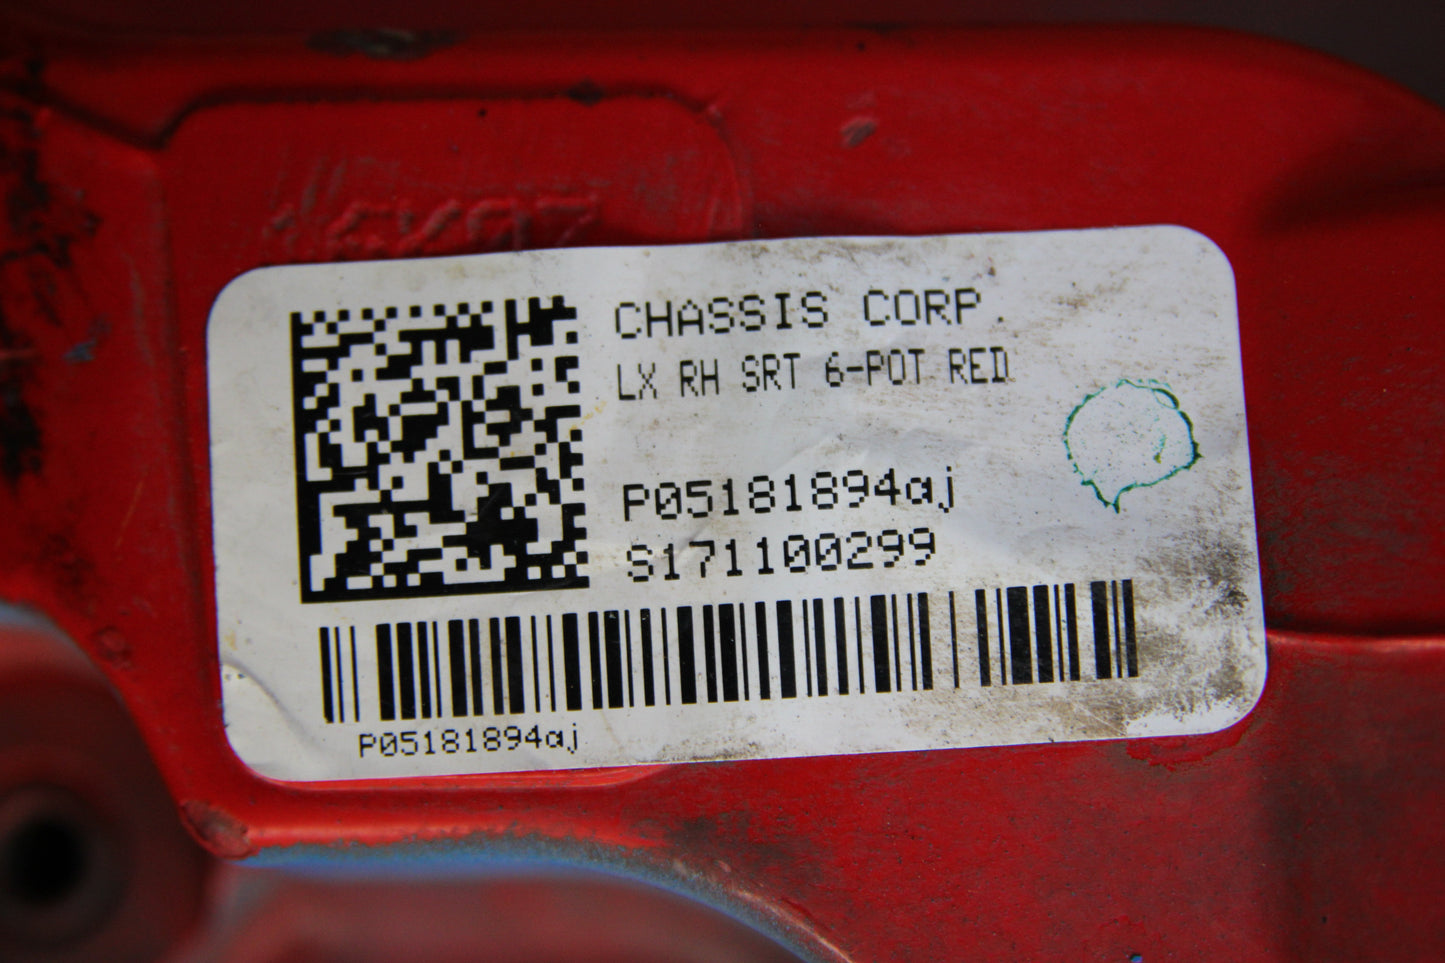 CHASSIS CORP.
LX RH SRT 6-POT RED
P05181894aj
S171100299
P05181894aj